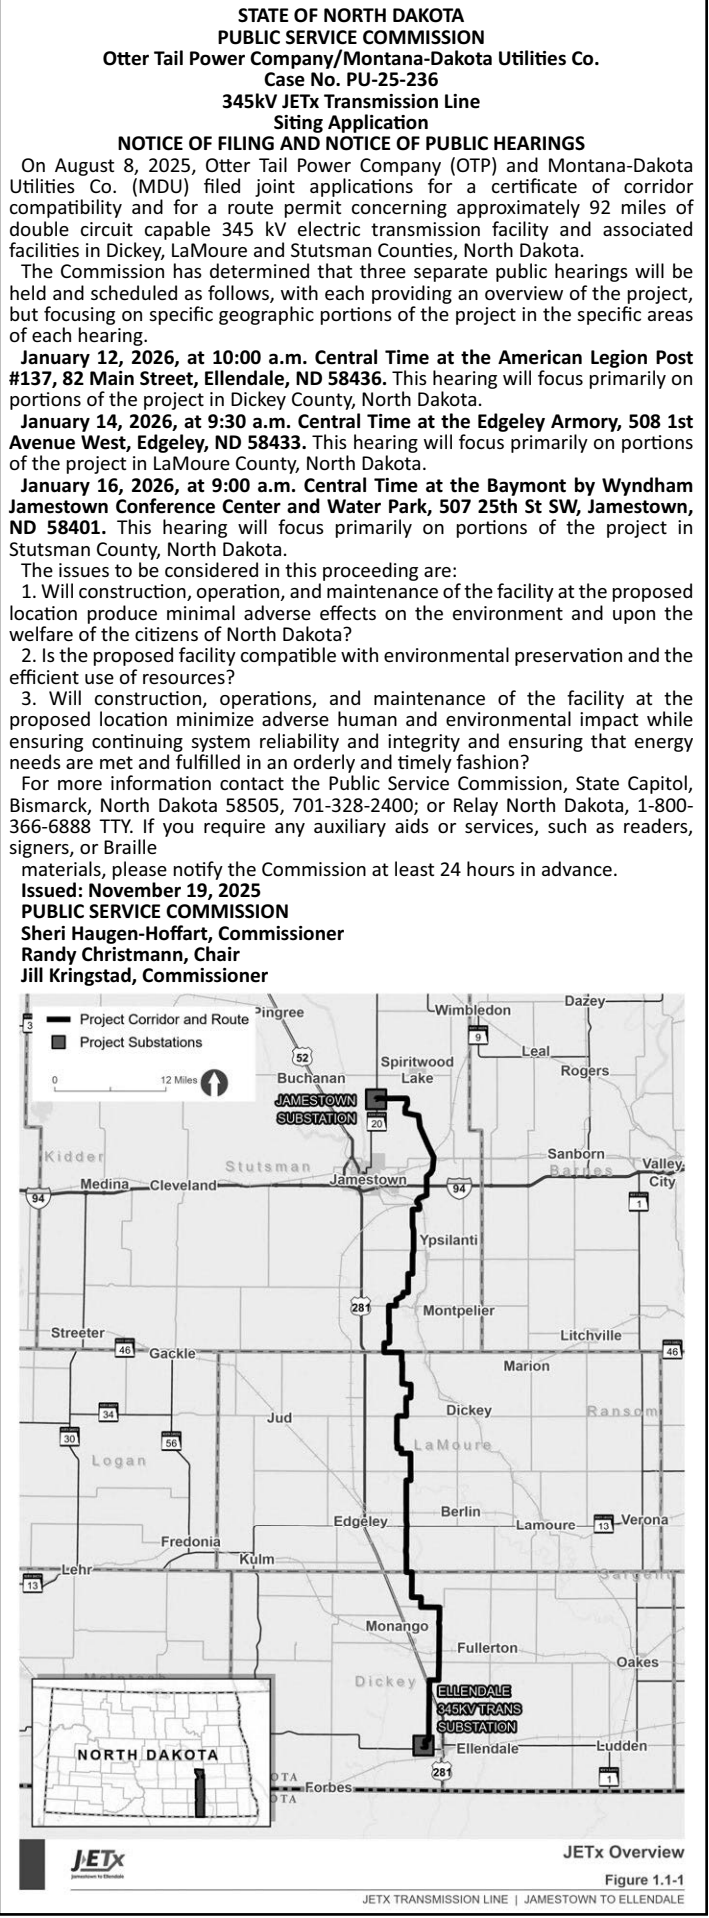 STATE OF NORTH DAKOTA
PUBLIC SERVICE COMMISSION
Otter Tail Power Company/Montana-Dakota Utilities Co.
Case No. PU-25-236
345kV JETx Transmission Line
Siting Application
NOTICE OF FILING AND NOTICE OF PUBLIC HEARINGS
On August 8, 2025, Otter Tail Power Company (OTP) and Montana-Dakota
Utilities Co. (MDU) filed joint applications for a certificate of corridor
compatibility and for a route permit concerning approximately 92 miles of
double circuit capable 345 kV electric transmission facility and associated
facilities in Dickey, LaMoure and Stutsman Counties, North Dakota.
The Commission has determined that three separate public hearings will be
held and scheduled as follows, with each providing an overview of the project,
but focusing on specific geographic portions of the project in the specific areas
of each hearing.
January 12, 2026, at 10:00 a.m. Central Time at the American Legion Post
#137, 82 Main Street, Ellendale, ND 58436. This hearing will focus primarily on
portions of the project in Dickey County, North Dakota.
January 14, 2026, at 9:30 a.m. Central Time at the Edgeley Armory, 508 1st
Avenue West, Edgeley, ND 58433. This hearing will focus primarily on portions
of the project in LaMoure County, North Dakota.
January 16, 2026, at 9:00 a.m. Central Time at the Baymont by Wyndham
Jamestown Conference Center and Water Park, 507 25th St SW, Jamestown,
ND 58401. This hearing will focus primarily on portions of the project in
Stutsman County, North Dakota.
The issues to be considered in this proceeding are:
1. Will construction, operation, and maintenance of the facility at the proposed
location produce minimal adverse effects on the environment and upon the
welfare of the citizens of North Dakota?
2. Is the proposed facility compatible with environmental preservation and the
efficient use of resources?
3. Will construction, operations, and maintenance of the facility at the
proposed location minimize adverse human and environmental impact while
ensuring continuing system reliability and integrity and ensuring that energy
needs are met and fulfilled in an orderly and timely fashion?
For more information contact the Public Service Commission, State Capitol,
Bismarck, North Dakota 58505, 701-328-2400; or Relay North Dakota, 1-800-
366-6888 TTY. If you require any auxiliary aids or services, such as readers,
signers, or Braille
materials, please notify the Commission at least 24 hours in advance.
Issued: November 19, 2025
PUBLIC SERVICE COMMISSION
Sheri Haugen-Hoffart, Commissioner
Randy Christmann, Chair
Jill Kringstad, Commissioner
Project Corridor and Route
Project Substations
0 12 Miles
3
Pingree
Wimbledon
Dazey
9
52
Leal
Spiritwood
Lake
Rogers
Buchanan
JAMESTOWN
SUBSTATION
20
Kidder
Stutsman
Sanborn
Barnes
Valley
City
Jamestown
94
Medina
Cleveland
94
1
Ypsilanti
281
Montpelier
Streeter
46
Gackle
Litchville
46
Marion
Jud
Dickey
Ransom
34
30
56
LaMoure
Logan
Edgeley
Berlin
Lamoure
13
Verona
Fredonia
Kulm
Lehr
13
Sargent
Monango
Fullerton
Oakes
Dickey
McIntosh
ELLENDALE
345KV TRANS
SUBSTATION
Ellendale
Ludden
281
1
Forbes
OTA
OTA
NORTH DAKOTA
JETx
Jamestown to Ellendale
JETx Overview
Figure 1.1-1
JETX TRANSMISSION LINE | JAMESTOWN TO ELLENDALE